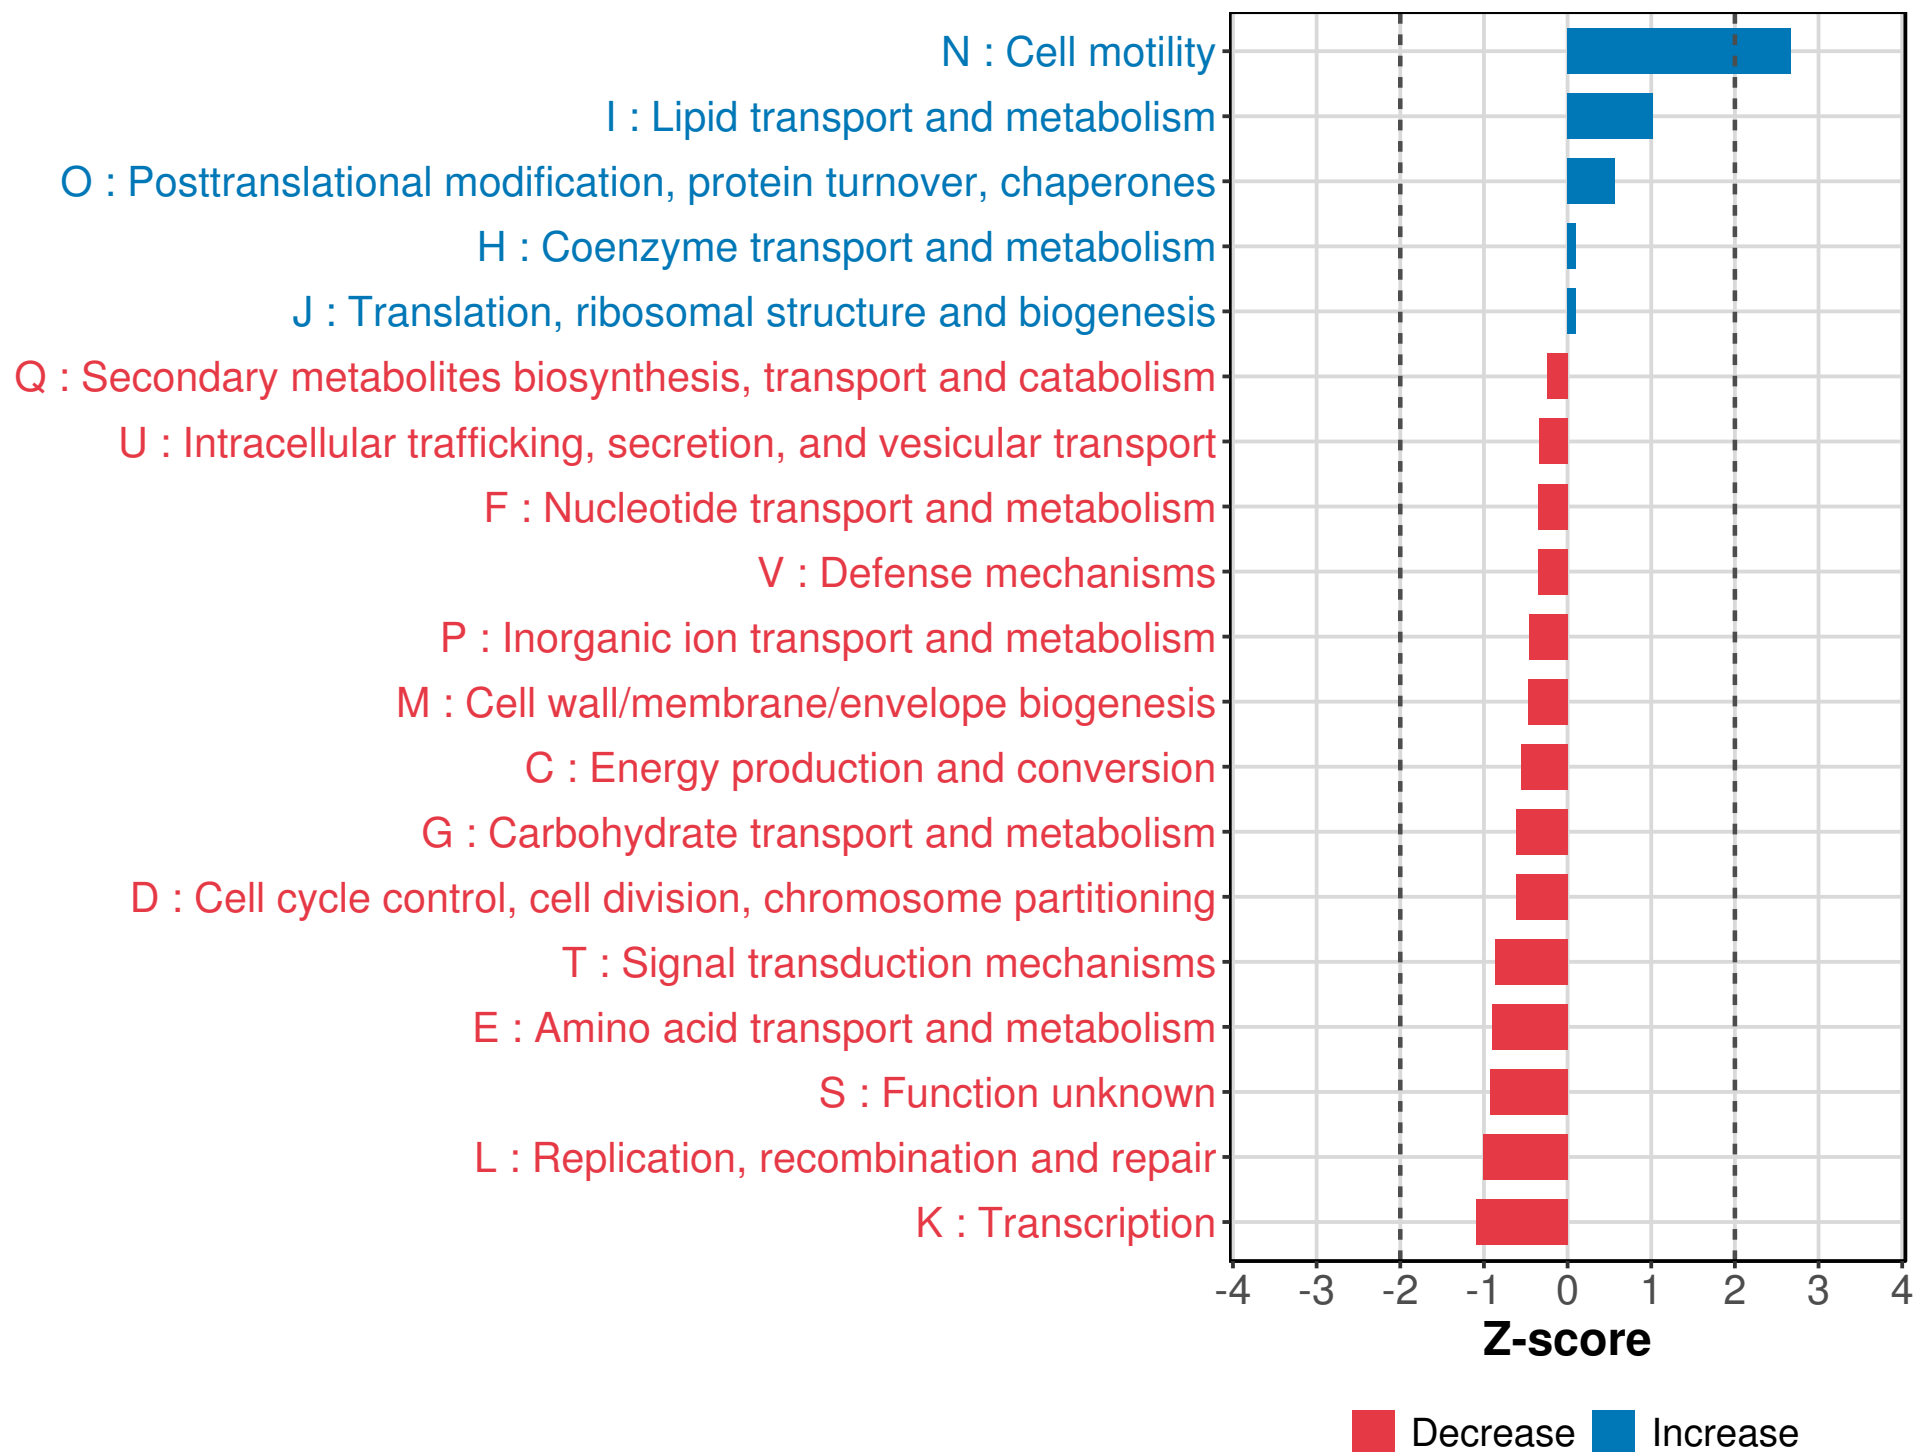 N : Cell motility
I : Lipid transport and metabolism
O : Posttranslational modification, protein turnover, chaperones
H : Coenzyme transport and metabolism
J : Translation, ribosomal structure and biogenesis
Q : Secondary metabolites biosynthesis, transport and catabolism
U : Intracellular trafficking, secretion, and vesicular transport
F : Nucleotide transport and metabolism
V : Defense mechanisms
P : Inorganic ion transport and metabolism
M : Cell wall/membrane/envelope biogenesis
C : Energy production and conversion
G : Carbohydrate transport and metabolism
D : Cell cycle control, cell division, chromosome partitioning
T : Signal transduction mechanisms
E : Amino acid transport and metabolism
S : Function unknown
L : Replication, recombination and repair
K : Transcription
-4 -3 -2 -1 0 1 2 3 4
Z-score
Decrease Increase